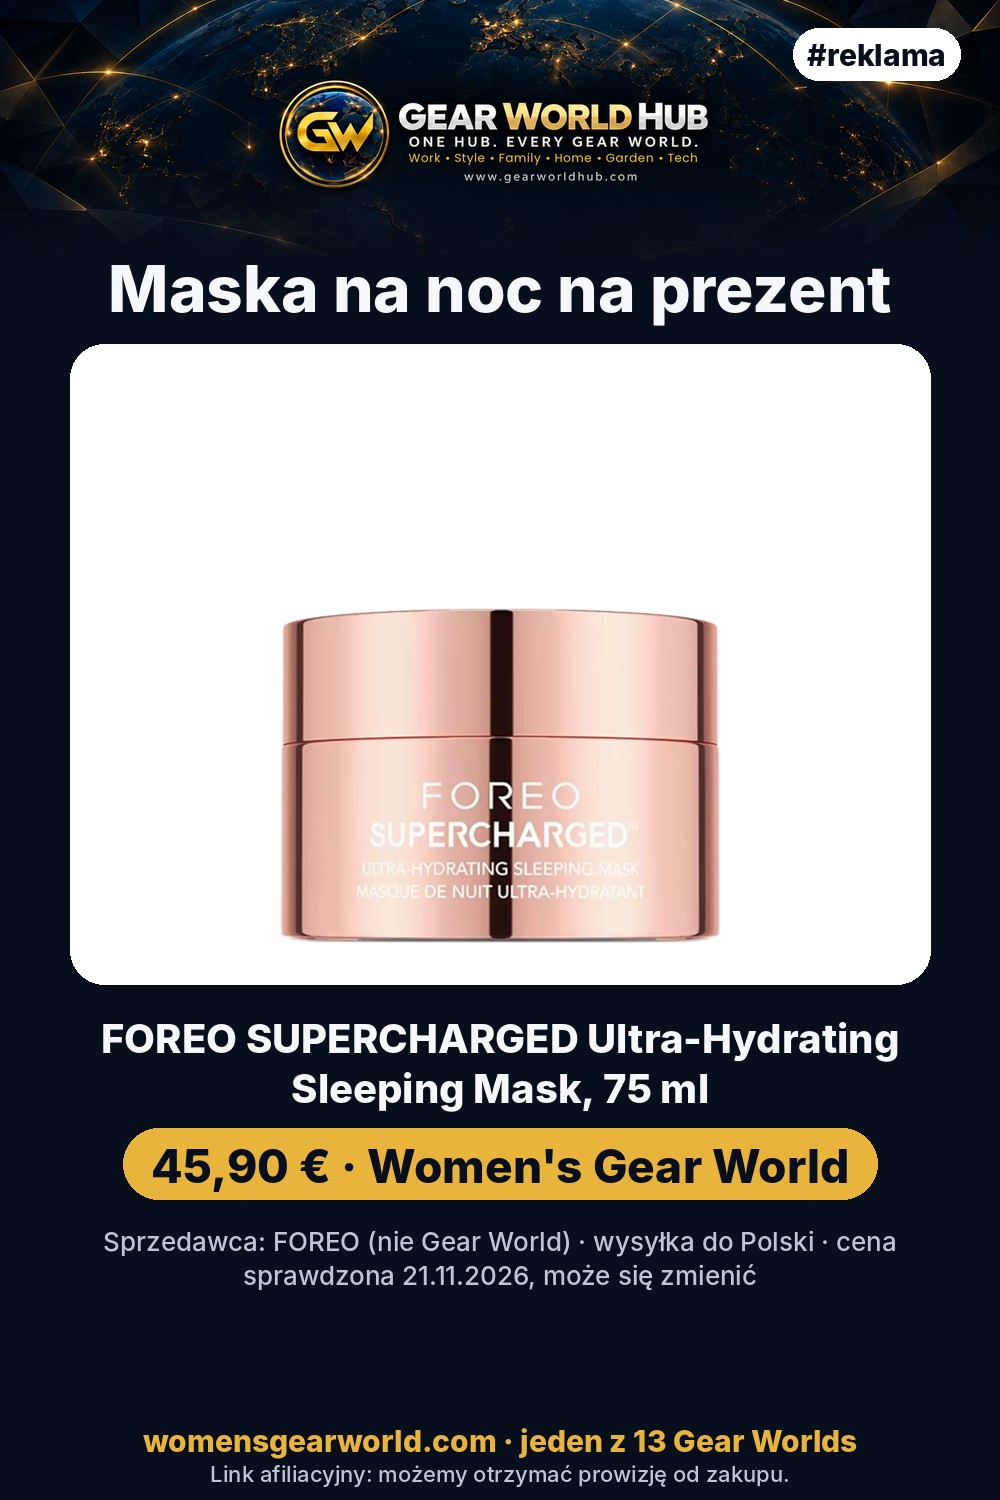 #reklama
GW
GEAR WORLD HUB
ONE HUB. EVERY GEAR WORLD.
Work • Style • Family • Home • Garden • Tech
www.gearworldhub.com
Maska na noc na prezent
FOREO
SUPERCHARGED™
ULTRA-HYDRATING SLEEPING MASK
MASQUE DE NUIT ULTRA-HYDRATANT
FOREO SUPERCHARGED Ultra-Hydrating
Sleeping Mask, 75 ml
45,90 € · Women's Gear World
Sprzedawca: FOREO (nie Gear World) · wysyłka do Polski · cena
sprawdzona 21.11.2026, może się zmienić
womensgearworld.com · jeden z 13 Gear Worlds
Link afiliacyjny: możemy otrzymać prowizję od zakupu.